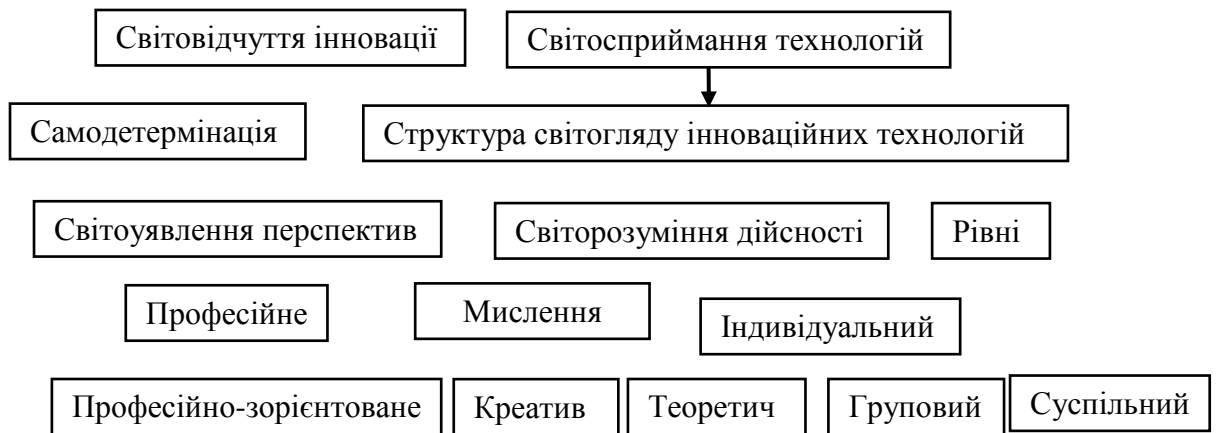 Світовідчуття інновації
Світосприймання технологій
Самодетермінація
Структура світогляду інноваційних технологій
Світоуявлення перспектив
Світорозуміння дійсності
Рівні
Професійне
Мислення
Індивідуальний
Професійно-зорієнтоване
Креатив
Теоретич
Груповий
Суспільний